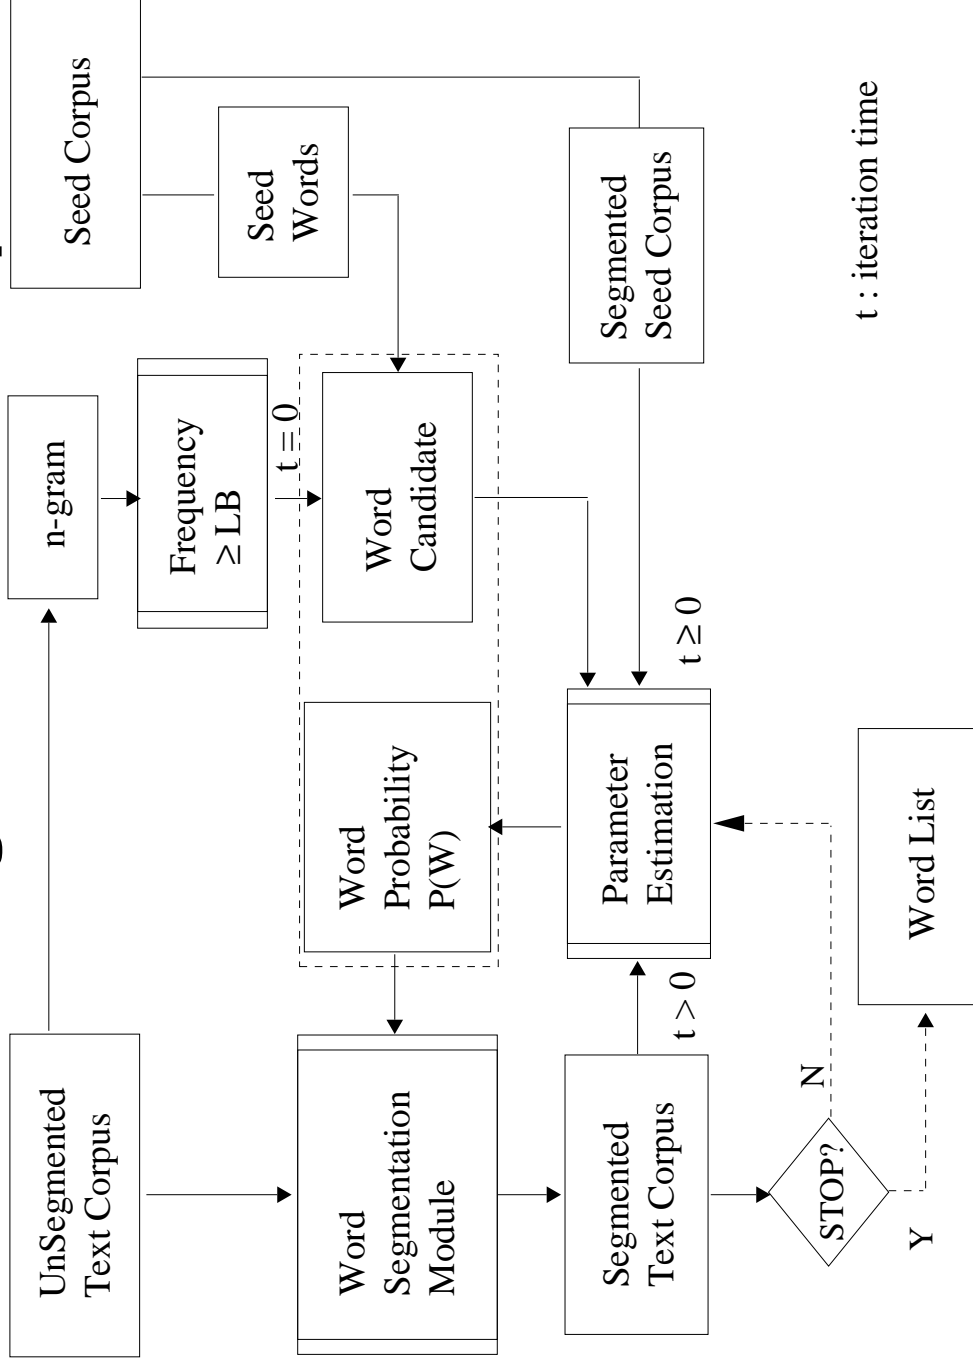 UnSegmented
Text Corpus
n-gram
Seed Corpus
Frequency
≥ LB
Seed
Words
t = 0
Word
Segmentation
Module
Word
Probability
P(W)
Word
Candidate
Segmented
Text Corpus
t > 0
Parameter
Estimation
t ≥ 0
Segmented
Seed Corpus
STOP?
N
Y
Word List
t : iteration time